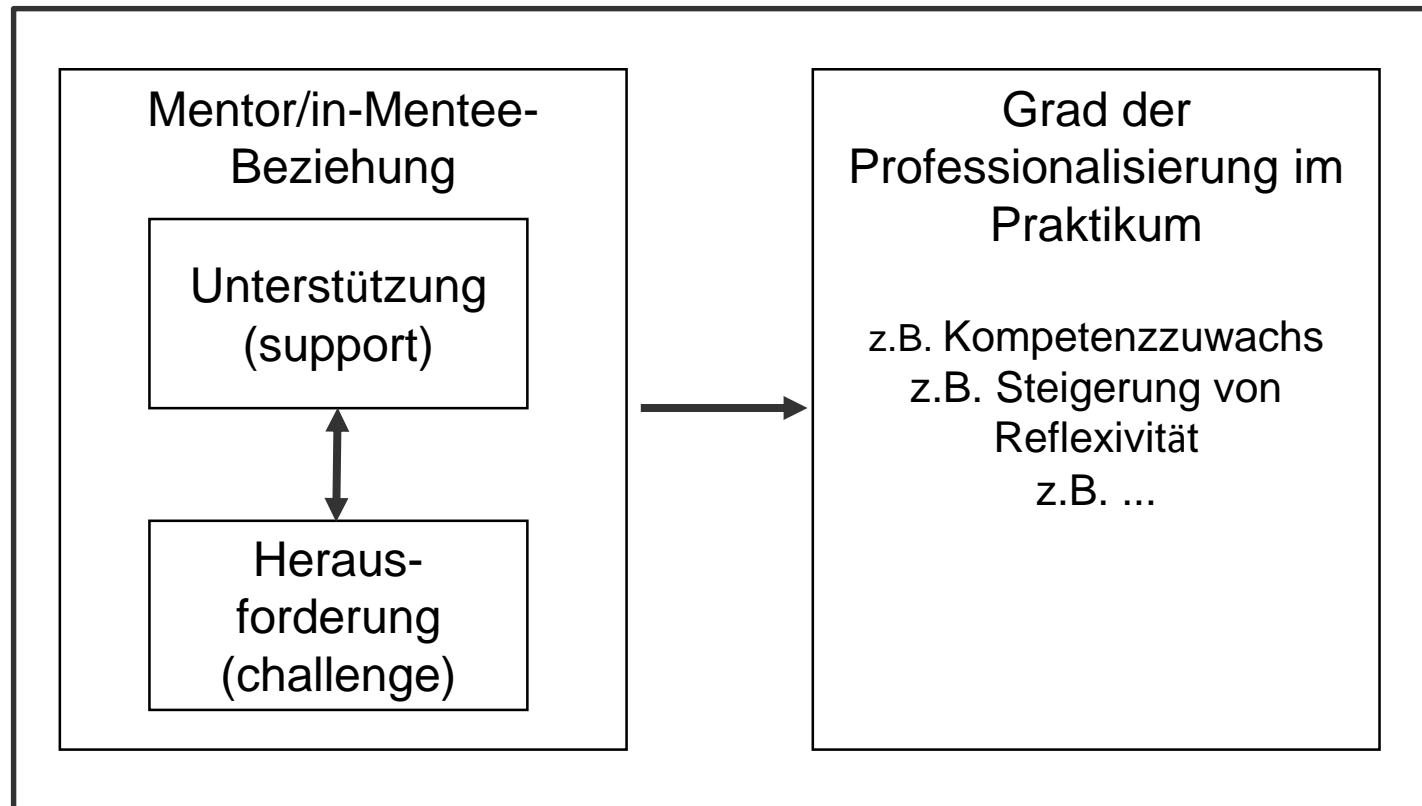 Mentor/in-Mentee-
Beziehung
Unterstützung
(support)
Heraus-
forderung
(challenge)
Grad der
Professionalisierung im
Praktikum
z.B. Kompetenzzuwachs
z.B. Steigerung von
Reflexivität
z.B. ...